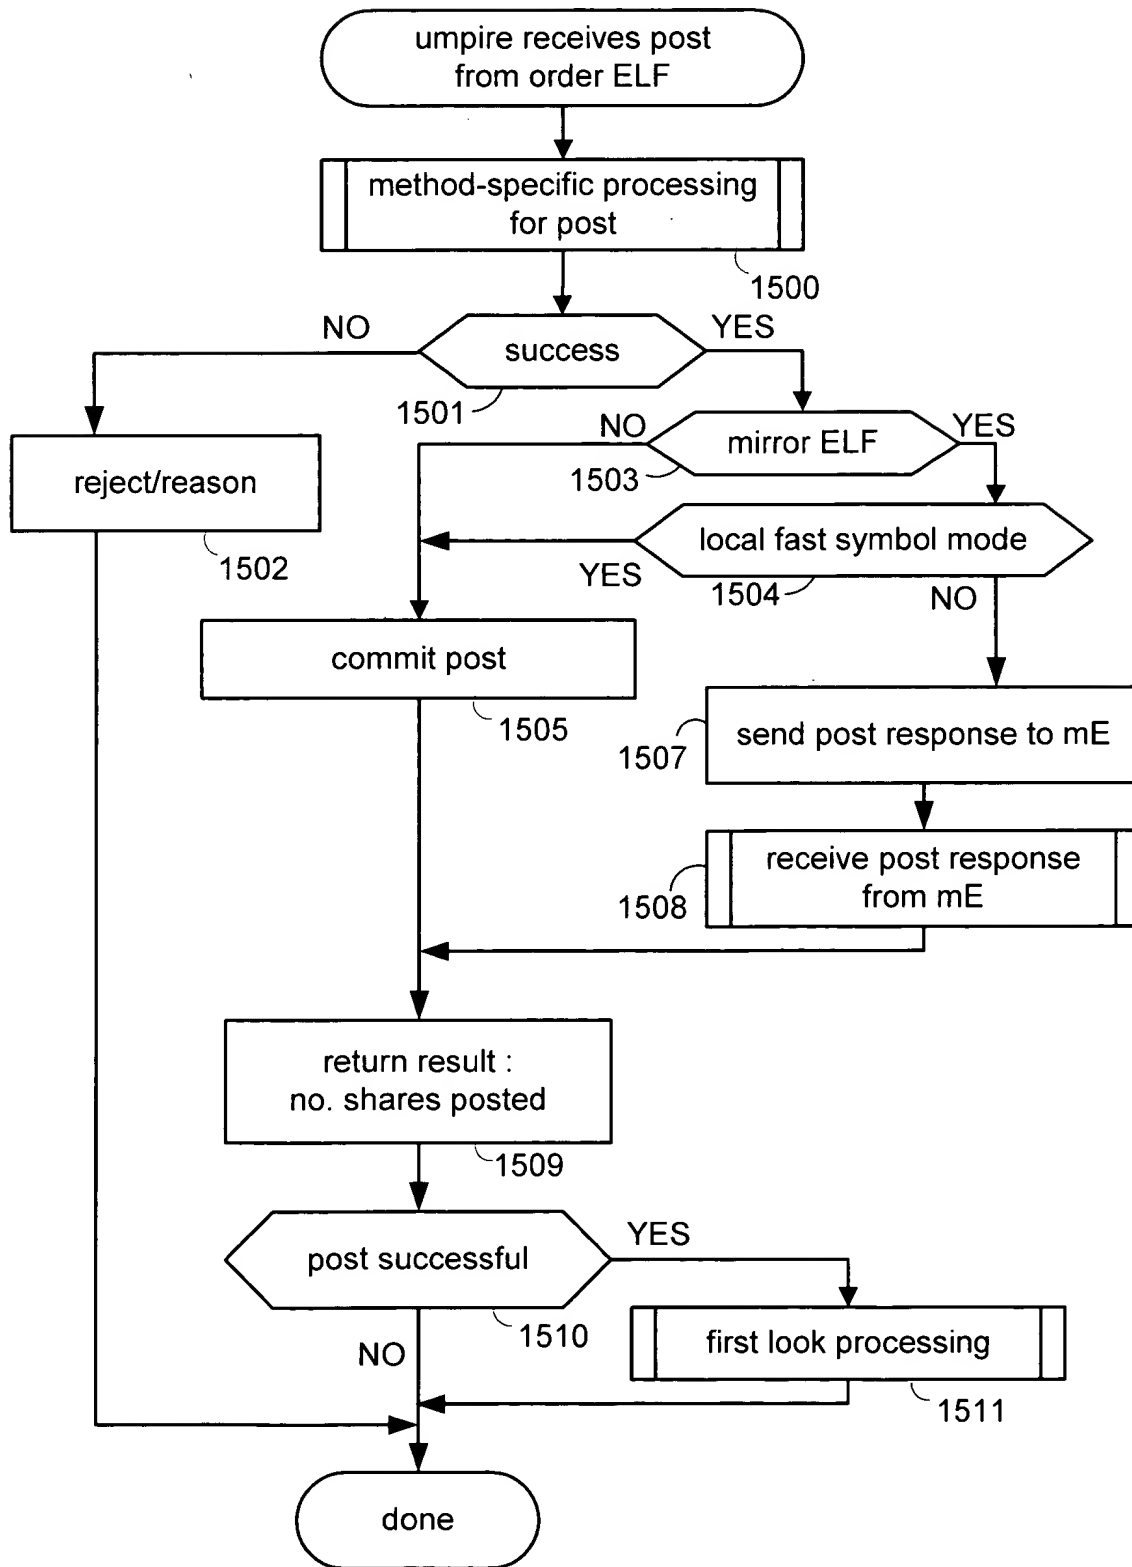 umpire receives post
from order ELF
method-specific processing
for post
1500
NO
YES
success
1501
NO
YES
mirror ELF
1503
reject/reason
1502
local fast symbol mode
YES
1504
NO
commit post
1505
send post response to mE
1507
receive post response
from mE
1508
return result :
no. shares posted
1509
post successful
YES
1510
NO
first look processing
1511
done